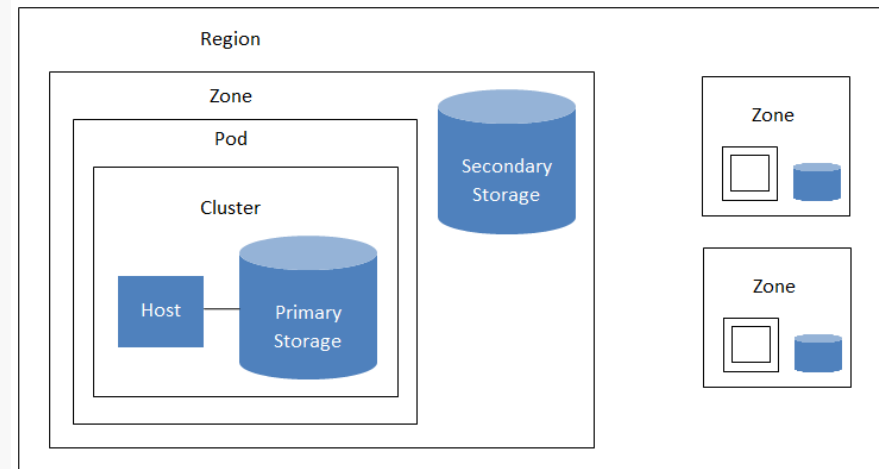 Region
Zone
Pod
Cluster
Host
Primary
Storage
Secondary
Storage
Zone
Zone